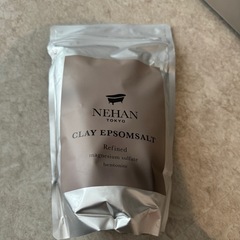 NEHAN
TOKYO
CLAY EPSOMSALT
Refined
magnesium sulfate